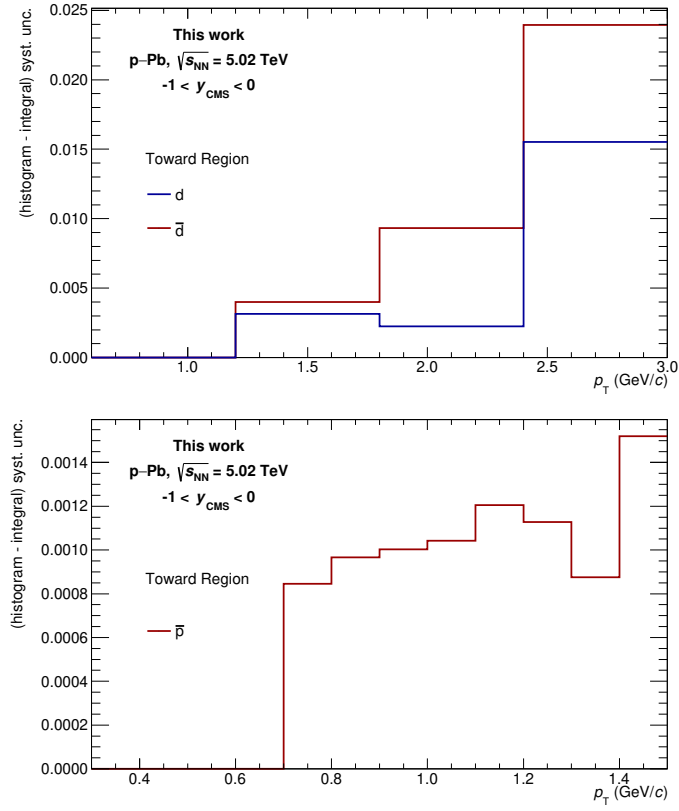 (histogram - integral) syst. unc.
0.025
0.020
0.015
0.010
0.005
0.000
This work
p–Pb, √sNN = 5.02 TeV
-1 < yCMS < 0
Toward Region
d
d̅
1.0
1.5
2.0
2.5
3.0
pT (GeV/c)
(histogram - integral) syst. unc.
0.0014
0.0012
0.0010
0.0008
0.0006
0.0004
0.0002
0.0000
This work
p–Pb, √sNN = 5.02 TeV
-1 < yCMS < 0
Toward Region
p̅
0.4
0.6
0.8
1.0
1.2
1.4
pT (GeV/c)